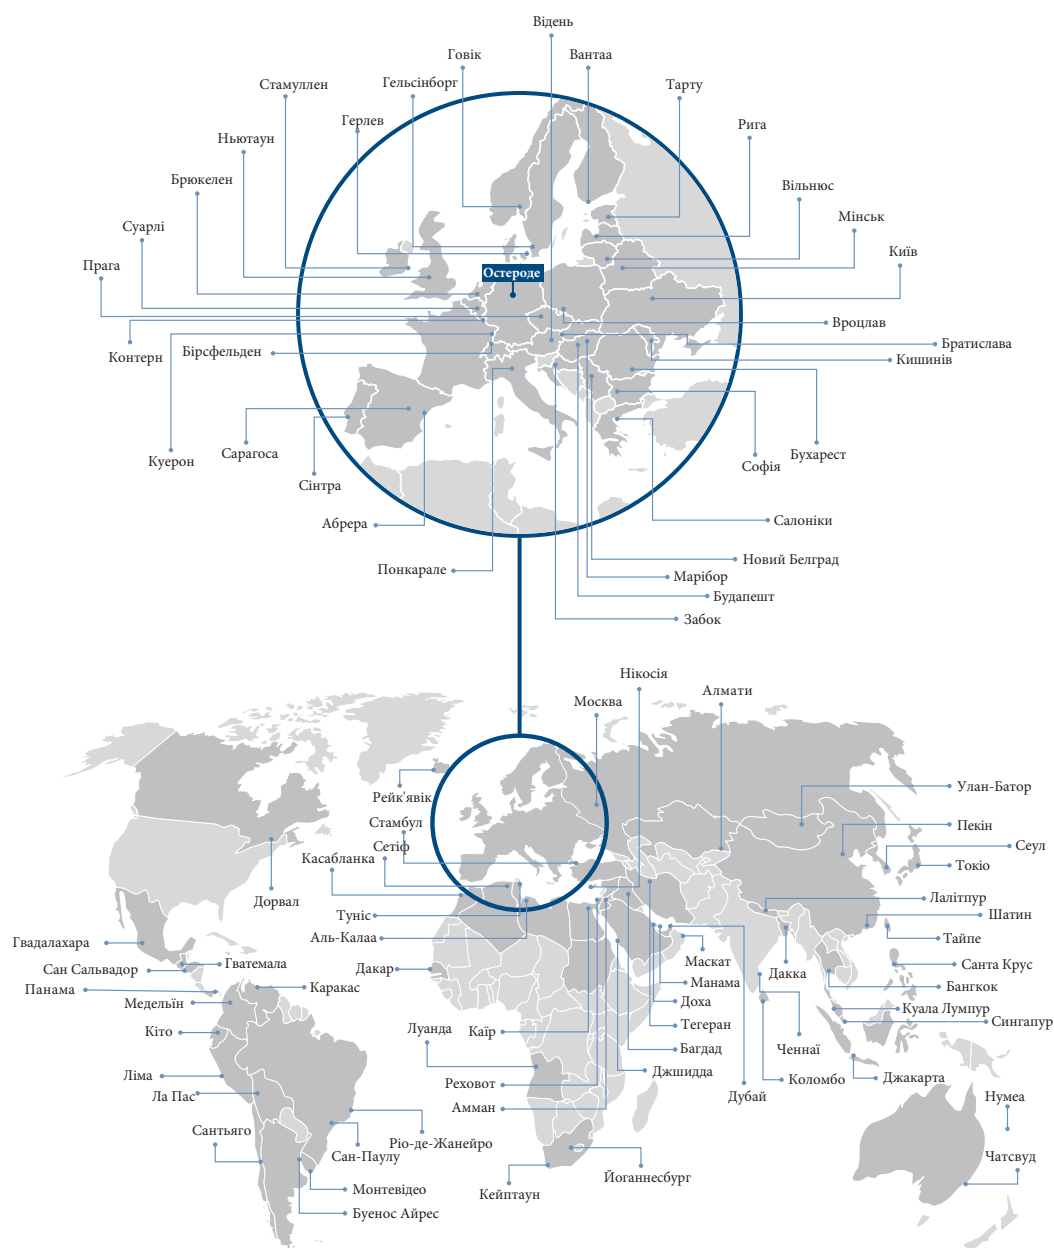 Відень
Говік
Вантаа
Стамуллен
Гельсінборг
Тарту
Герлев
Рига
Ньютаун
Брюкелен
Вільнюс
Суарлі
Мінськ
Київ
Прага
Остероде
Вроцлав
Контерн
Бірсфельден
Братислава
Кишинів
Куерон
Сарагоса
Сінтра
Софія
Бухарест
Абрера
Салоніки
Понкарале
Новий Белград
Марібор
Будапешт
Забок
Нікосія
Москва
Алмати
Рейк'явік
Улан-Батор
Стамбул
Пекін
Сетіф
Сеул
Касабланка
Токіо
Дорвал
Лалітпур
Туніс
Шатин
Аль-Калаа
Тайпе
Гвадалахара
Маскат
Сан Сальвадор
Гватемала
Дакар
Дакка
Санта Крус
Панама
Каракас
Манама
Бангкок
Медельїн
Доха
Куала Лумпур
Кіто
Луанда
Каїр
Тегеран
Сингапур
Багдад
Ченнаї
Ліма
Джшидда
Коломбо
Джакарта
Ла Пас
Реховот
Дубай
Нумеа
Амман
Сантьяго
Ріо-де-Жанейро
Сан-Паулу
Чатсвуд
Йоганнесбург
Монтевідео
Кейптаун
Буенос Айрес